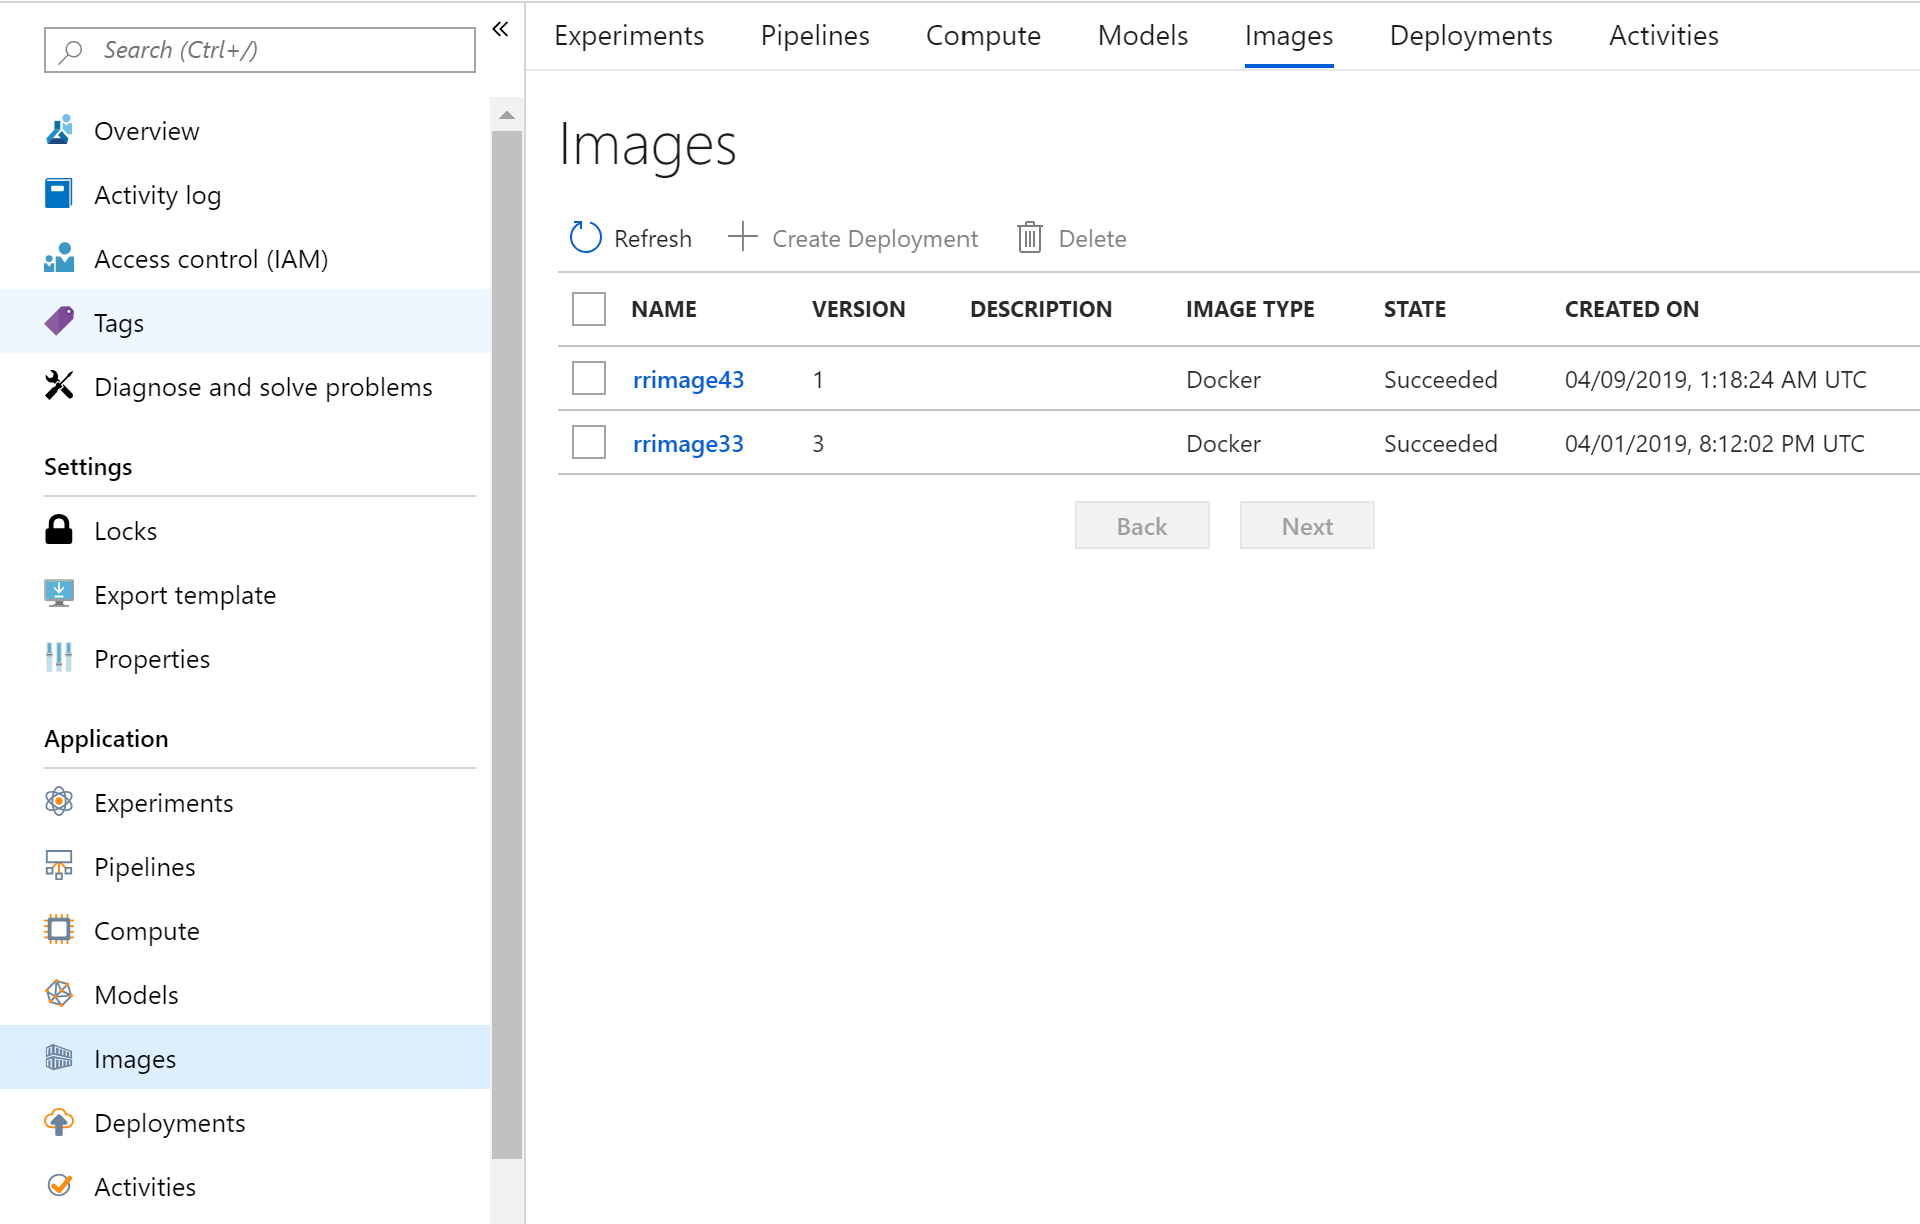 Search (Ctrl+/)
«
Overview
Activity log
Access control (IAM)
Tags
Diagnose and solve problems
Settings
Locks
Export template
Properties
Application
Experiments
Pipelines
Compute
Models
Images
Deployments
Activities
Experiments Pipelines Compute Models Images Deployments Activities
Images
Refresh Create Deployment Delete
NAME VERSION DESCRIPTION IMAGE TYPE STATE CREATED ON
rrimage43 1 Docker Succeeded 04/09/2019, 1:18:24 AM UTC
rrimage33 3 Docker Succeeded 04/01/2019, 8:12:02 PM UTC
Back Next